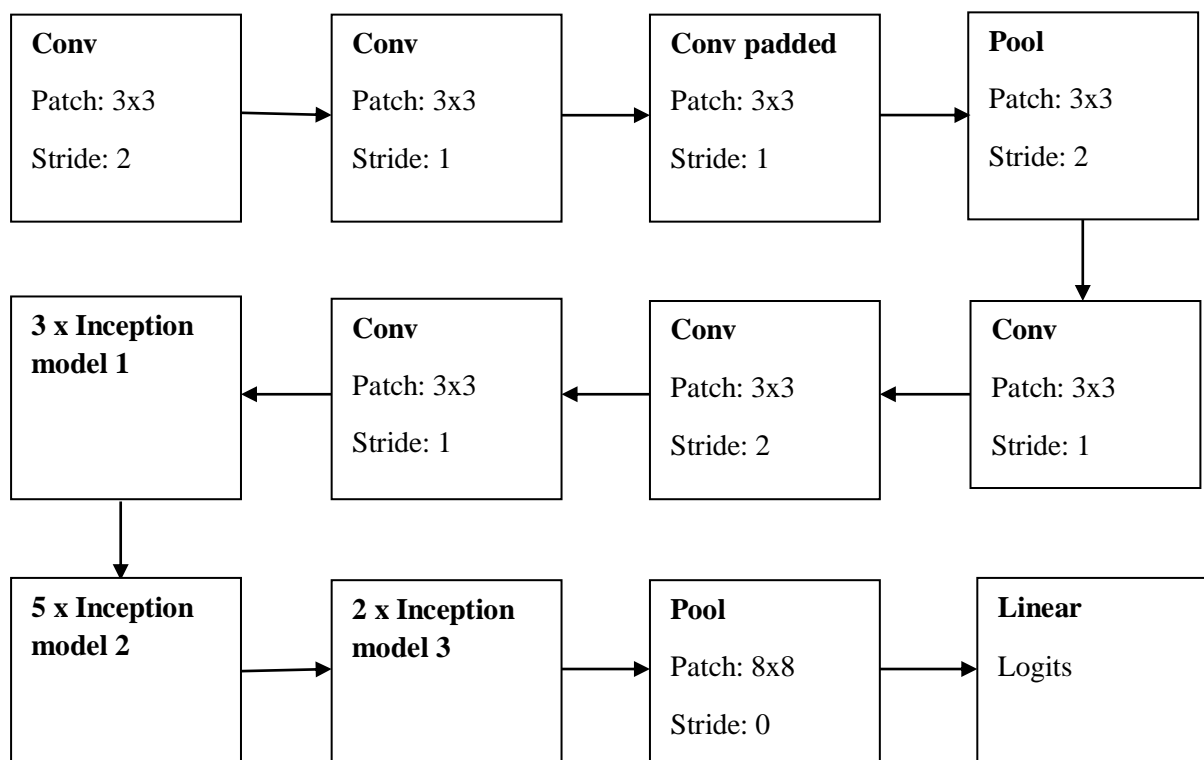 Conv
Patch: 3x3
Stride: 2
Conv
Patch: 3x3
Stride: 1
Conv padded
Patch: 3x3
Stride: 1
Pool
Patch: 3x3
Stride: 2
Conv
Patch: 3x3
Stride: 1
Conv
Patch: 3x3
Stride: 2
Conv
Patch: 3x3
Stride: 1
3 x Inception
model 1
5 x Inception
model 2
2 x Inception
model 3
Pool
Patch: 8x8
Stride: 0
Linear
Logits